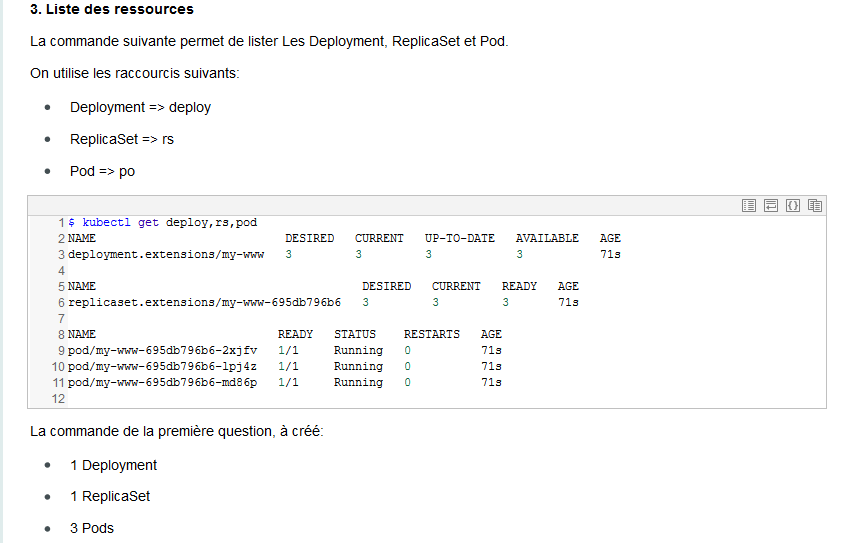 3. Liste des ressources
La commande suivante permet de lister Les Deployment, ReplicaSet et Pod.
On utilise les raccourcis suivants:
• Deployment => deploy
• ReplicaSet => rs
• Pod => po
1 $ kubectl get deploy,rs,pod
2 NAME DESIRED CURRENT UP-TO-DATE AVAILABLE AGE
3 deployment.extensions/my-www 3 3 3 3 71s
4
5 NAME DESIRED CURRENT READY AGE
6 replicaset.extensions/my-www-695db796b6 3 3 3 71s
7
8 NAME READY STATUS RESTARTS AGE
9 pod/my-www-695db796b6-2xjfv 1/1 Running 0 71s
10 pod/my-www-695db796b6-lpj4z 1/1 Running 0 71s
11 pod/my-www-695db796b6-md86p 1/1 Running 0 71s
12
La commande de la première question, à créé:
• 1 Deployment
• 1 ReplicaSet
• 3 Pods